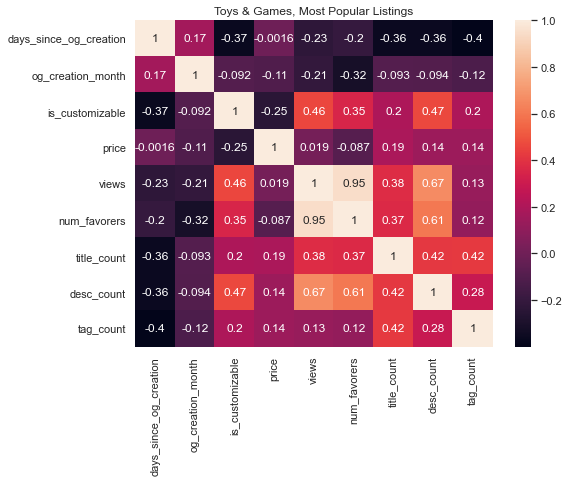 Toys & Games, Most Popular Listings
days_since_og_creation 1 0.17 -0.37 -0.0016 -0.23 -0.2 -0.36 -0.36 -0.4
og_creation_month 0.17 1 -0.092 -0.11 -0.21 -0.32 -0.093 -0.094 -0.12
is_customizable -0.37 -0.092 1 -0.25 0.46 0.35 0.2 0.47 0.2
price -0.0016 -0.11 -0.25 1 0.019 -0.087 0.19 0.14 0.14
views -0.23 -0.21 0.46 0.019 1 0.95 0.38 0.67 0.13
num_favorers -0.2 -0.32 0.35 -0.087 0.95 1 0.37 0.61 0.12
title_count -0.36 -0.093 0.2 0.19 0.38 0.37 1 0.42 0.42
desc_count -0.36 -0.094 0.47 0.14 0.67 0.61 0.42 1 0.28
tag_count -0.4 -0.12 0.2 0.14 0.13 0.12 0.42 0.28 1
days_since_og_creation
og_creation_month
is_customizable
price
views
num_favorers
title_count
desc_count
tag_count
1.0
0.8
0.6
0.4
0.2
0.0
−0.2